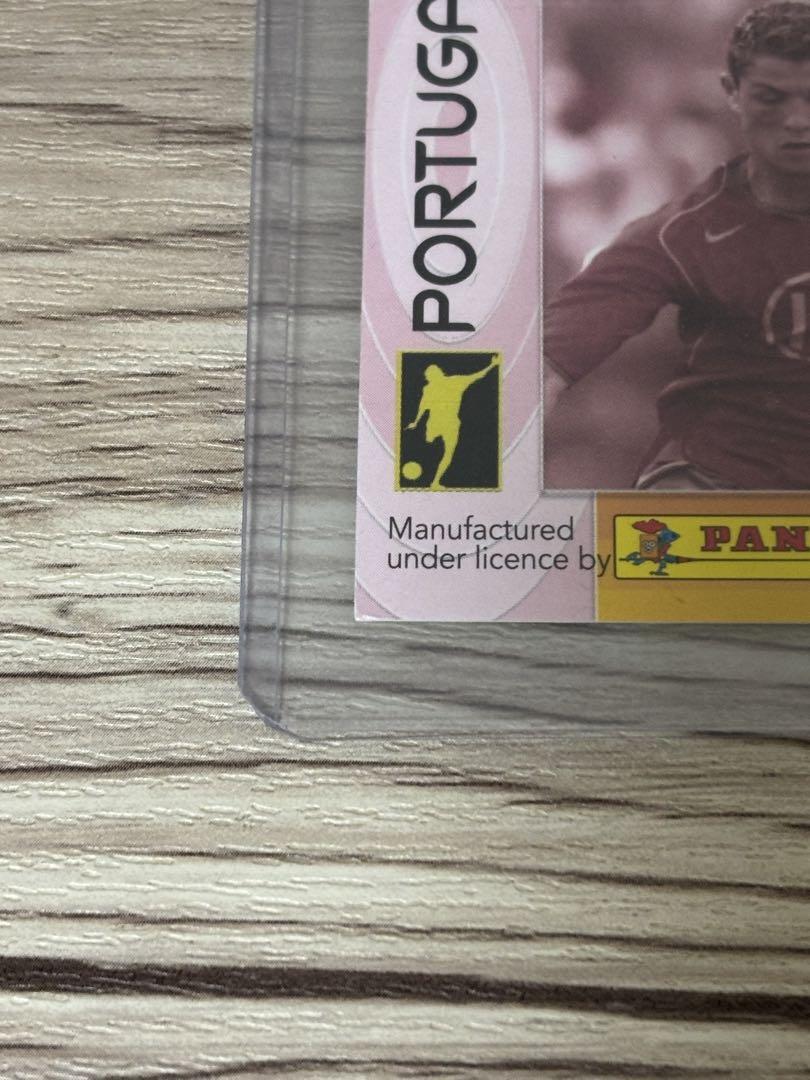 PORTUGA
Manufactured
under licence by
PAN